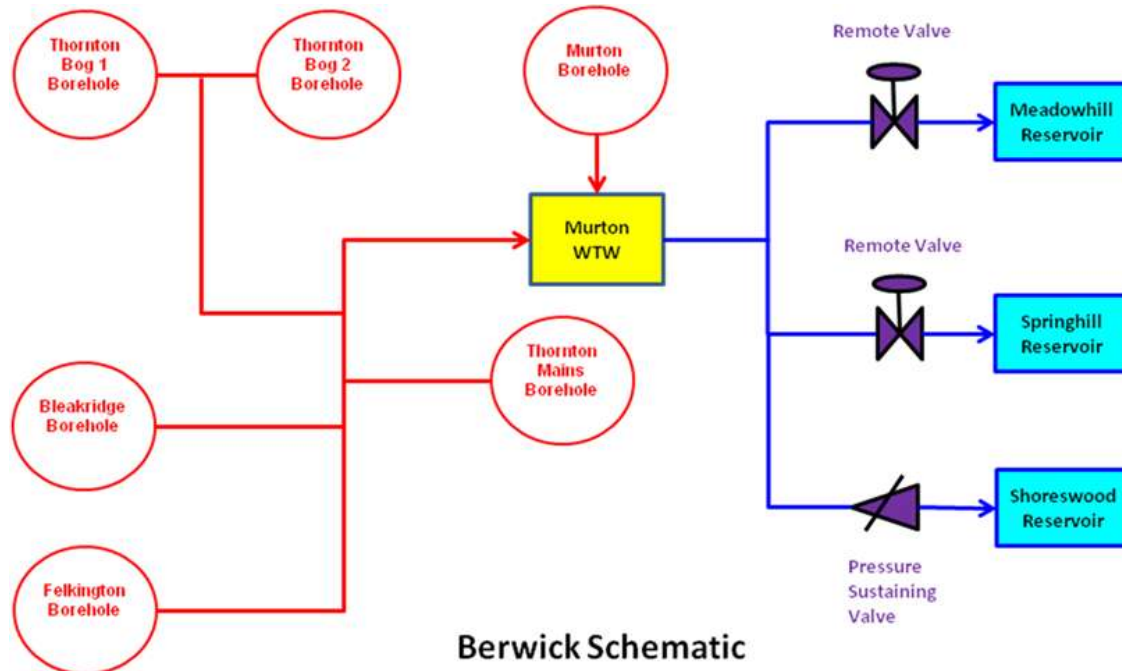 Thornton
Bog 1
Borehole
Thornton
Bog 2
Borehole
Murton
Borehole
Remote Valve
Meadowhill
Reservoir
Murton
WTW
Remote Valve
Springhill
Reservoir
Thornton
Mains
Borehole
Bleakridge
Borehole
Shoreswood
Reservoir
Pressure
Sustaining
Valve
Felkington
Borehole
Berwick Schematic